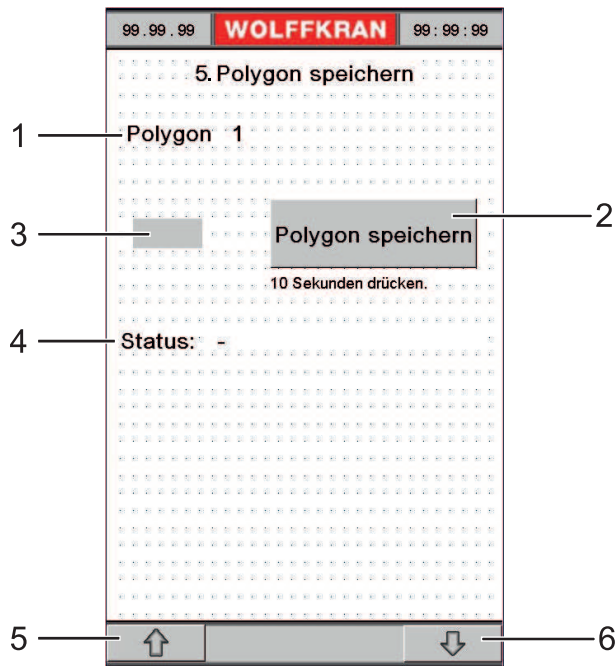 99.99.99 WOLFFKRAN 99:99:99
5. Polygon speichern
1 Polygon 1
2
3 Polygon speichern
10 Sekunden drücken.
4 Status: -
5 6